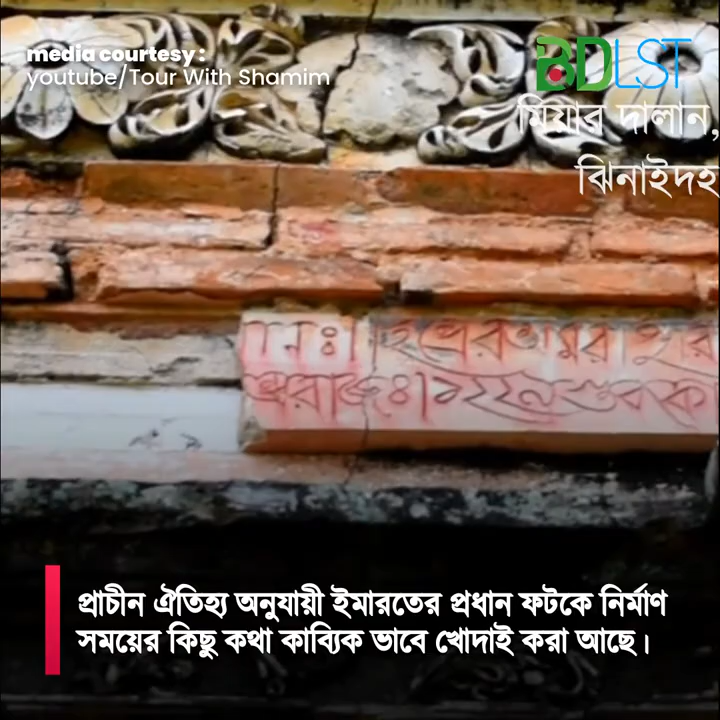 media courtesy :
youtube/Tour With Shamim
BDLST
মিয়ার দালান,
ঝিনাইদহ
প্রাচীন ঐতিহ্য অনুযায়ী ইমারতের প্রধান ফটকে নির্মাণ
সময়ের কিছু কথা কাব্যিক ভাবে খোদাই করা আছে।